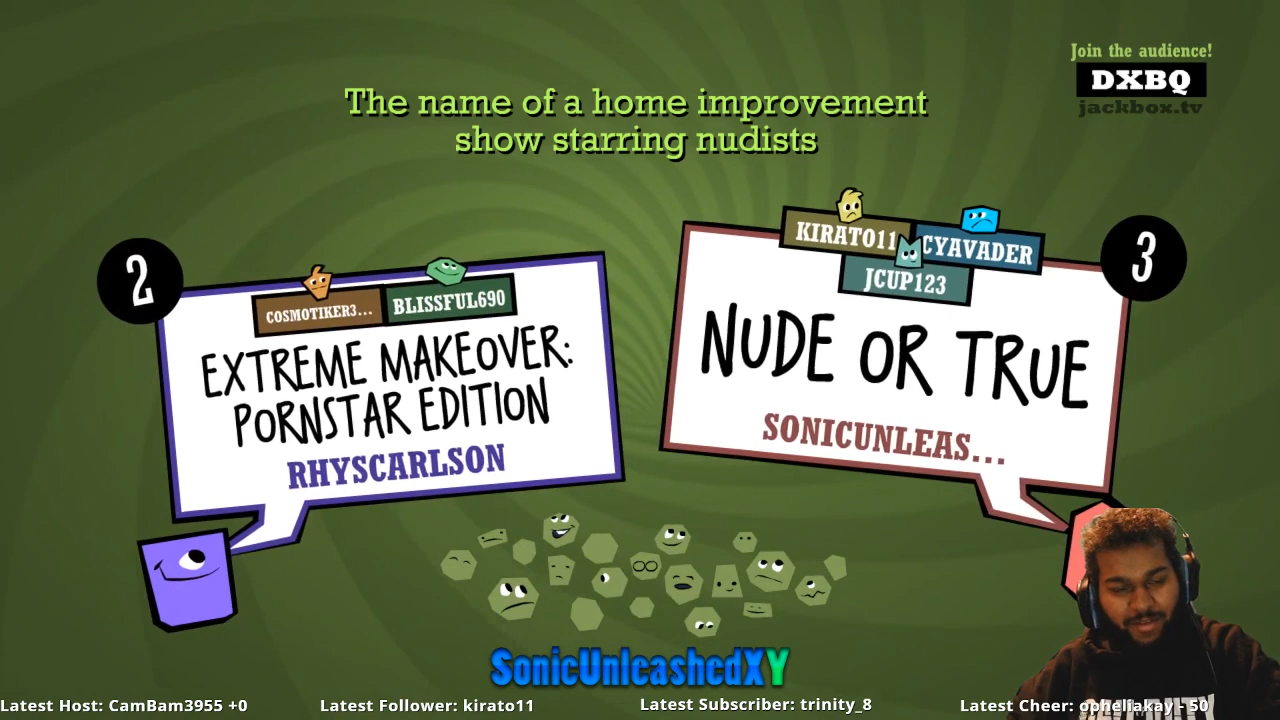 Join the audience!
DXBQ
jackbox.tv
The name of a home improvement
show starring nudists
2
COSMOTIKER3...
BLISSFUL690
EXTREME MAKEOVER:
PORNSTAR EDITION
RHYSCARLSON
KIRATO11
CYAVADER
JCUP123
3
NUDE OR TRUE
SONICUNLEAS...
SonicUnleashedXY
Latest Host: CamBam3955 +0
Latest Follower: kirato11
Latest Subscriber: trinity_8
Latest Cheer: opheliakay - 50